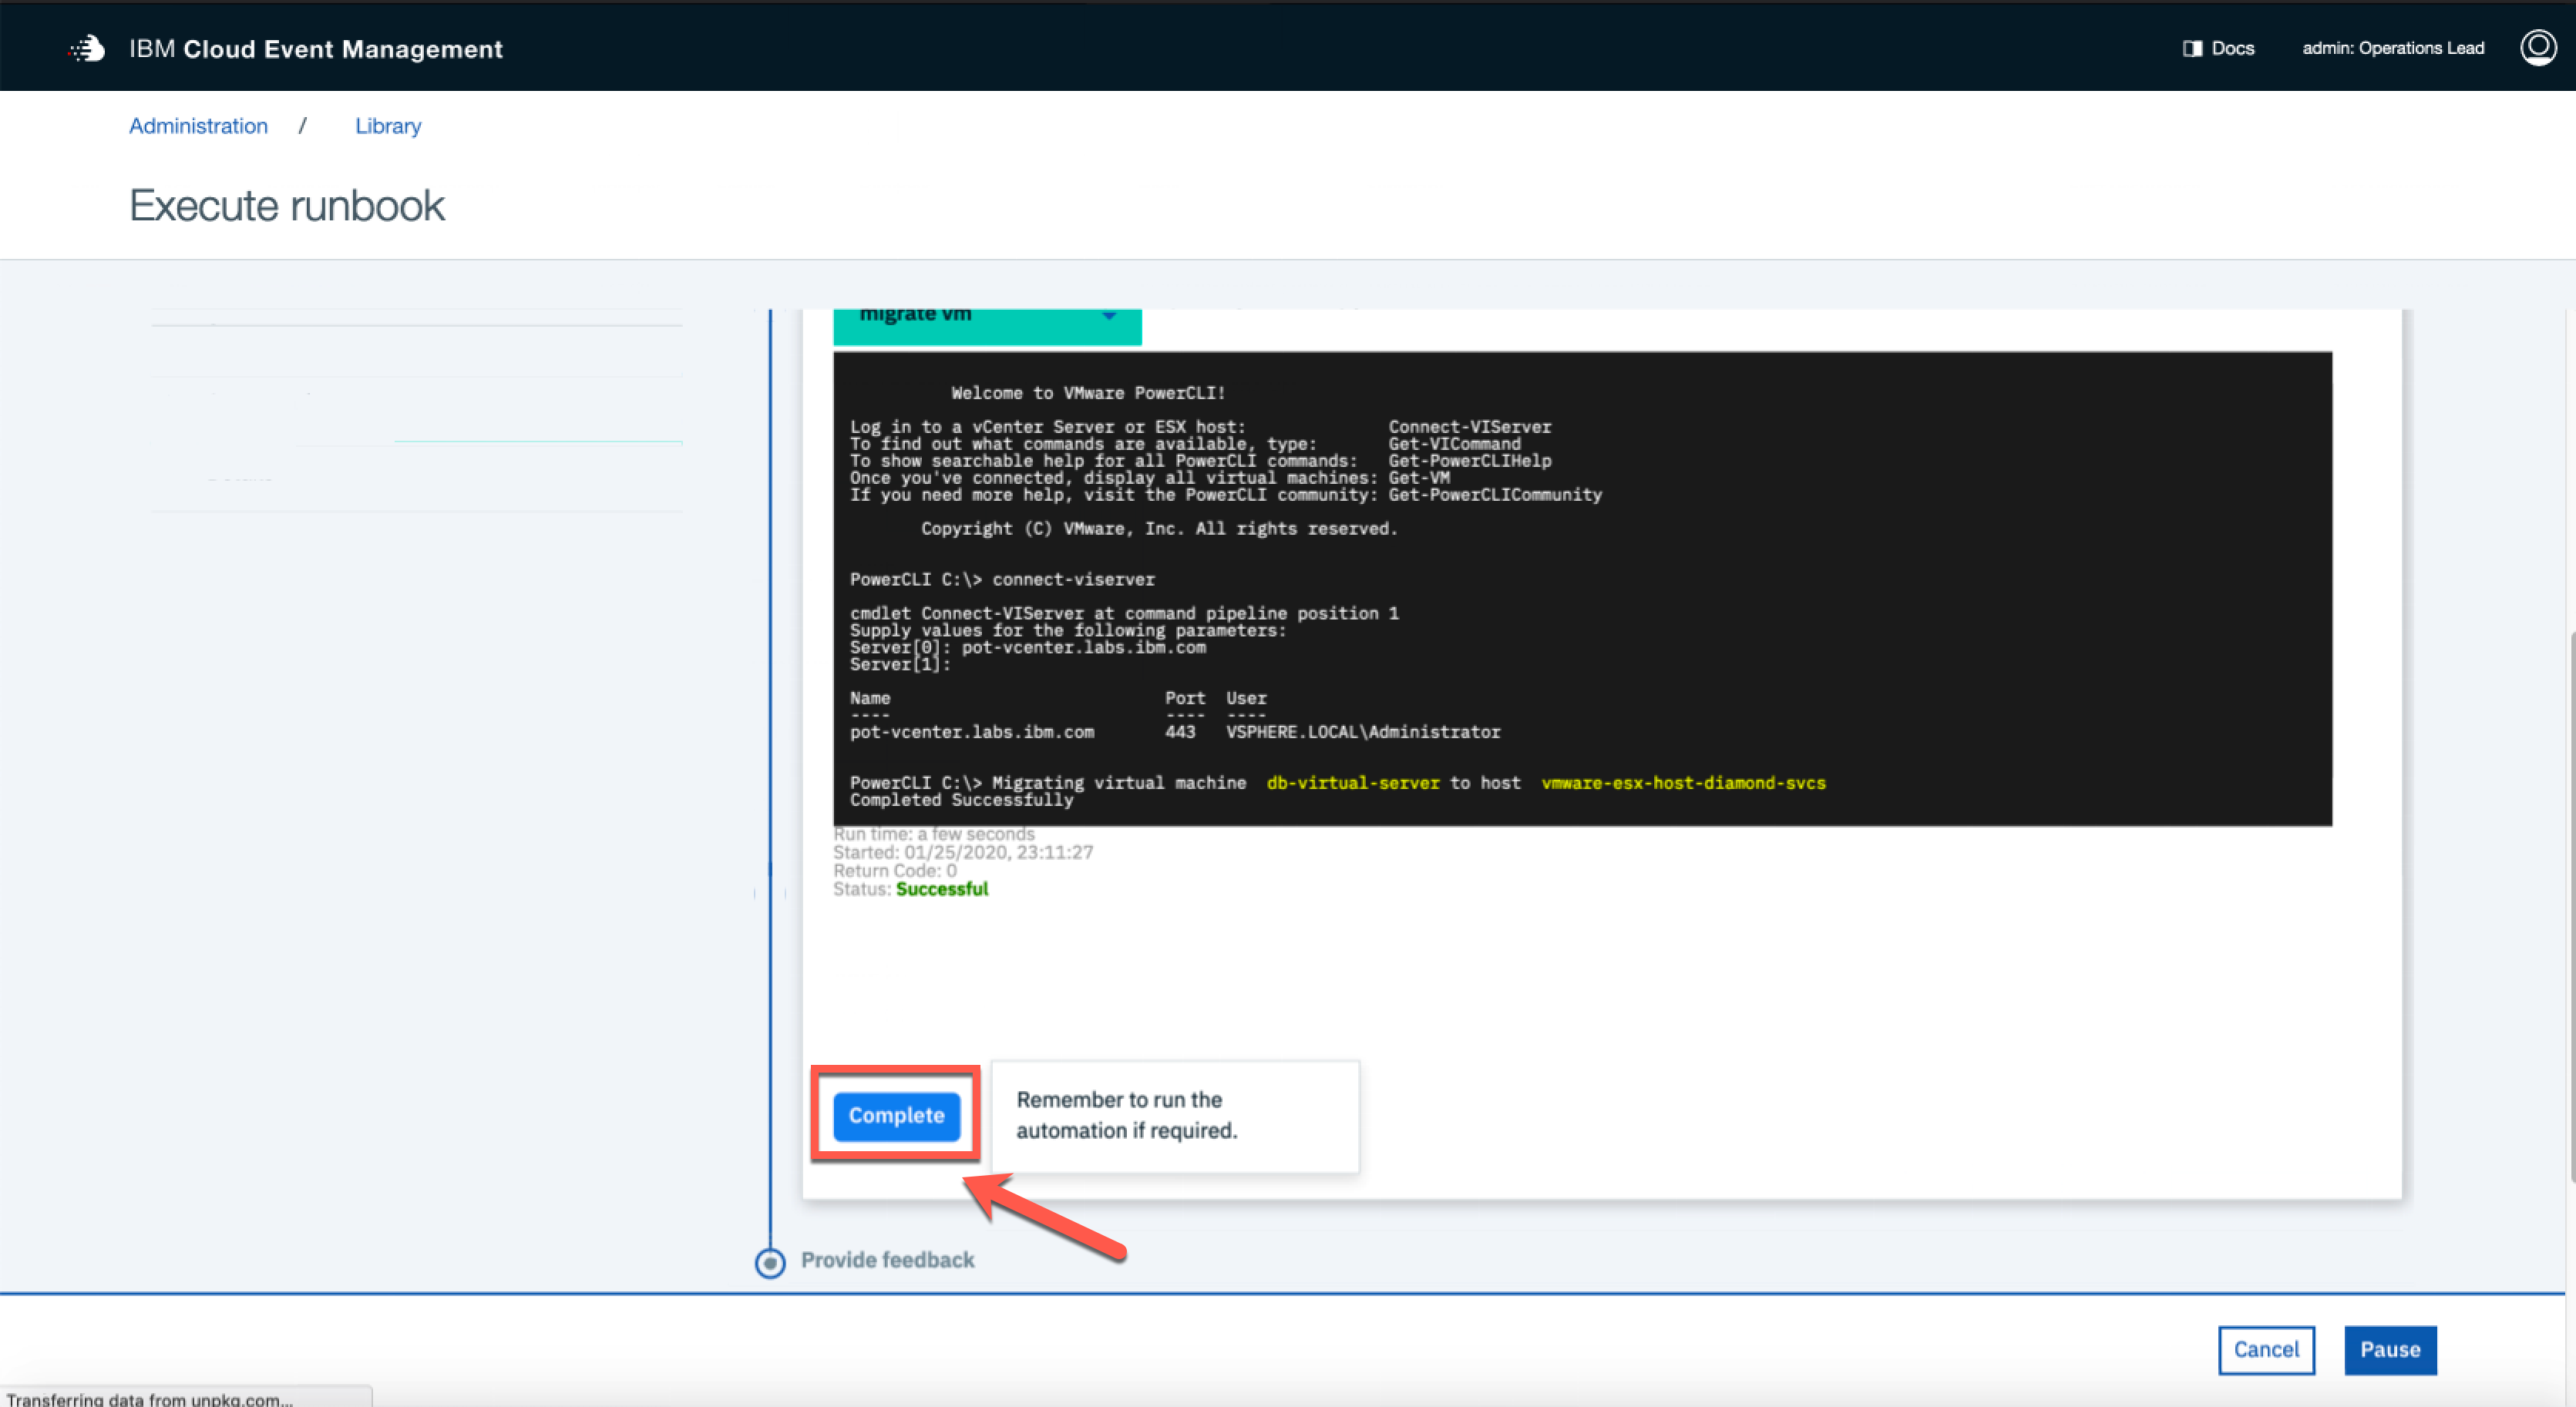 IBM Cloud Event Management
Docs
admin: Operations Lead
Administration / Library
Execute runbook
migrate vm
Welcome to VMware PowerCLI!
Log in to a vCenter Server or ESX host: Connect-VIServer
To find out what commands are available, type: Get-VICommand
To show searchable help for all PowerCLI commands: Get-PowerCLIHelp
Once you've connected, display all virtual machines: Get-VM
If you need more help, visit the PowerCLI community: Get-PowerCLICommunity
Copyright (C) VMware, Inc. All rights reserved.
PowerCLI C:\> connect-viserver
cmdlet Connect-VIServer at command pipeline position 1
Supply values for the following parameters:
Server[0]: pot-vcenter.labs.ibm.com
Server[1]:
Name Port User
---- ---- ----
pot-vcenter.labs.ibm.com 443 VSPHERE.LOCAL\Administrator
PowerCLI C:\> Migrating virtual machine db-virtual-server to host vmware-esx-host-diamond-svcs
Completed Successfully
Run time: a few seconds
Started: 01/25/2020, 23:11:27
Return Code: 0
Status: Successful
Complete
Remember to run the
automation if required.
Provide feedback
Cancel
Pause
Transferring data from unpkg.com...